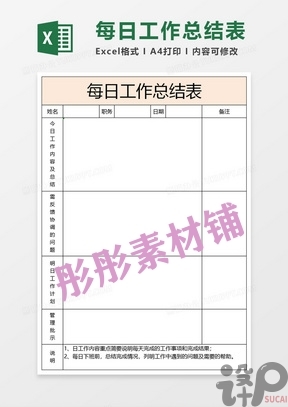 每日工作总结表
Excel格式 I A4打印 I 内容可修改
每日工作总结表
姓名 职务 日期 备注
今日工作内容及总结
需反馈协调的问题
明日工作计划
管理批示
说明
1、日工作内容重点需要说明每天完成的工作事项和完成结果；
2、每日下班前，总结完成情况，列明工作中遇到的问题及需要的帮助。
彤彤素材铺
设计
SUCAI